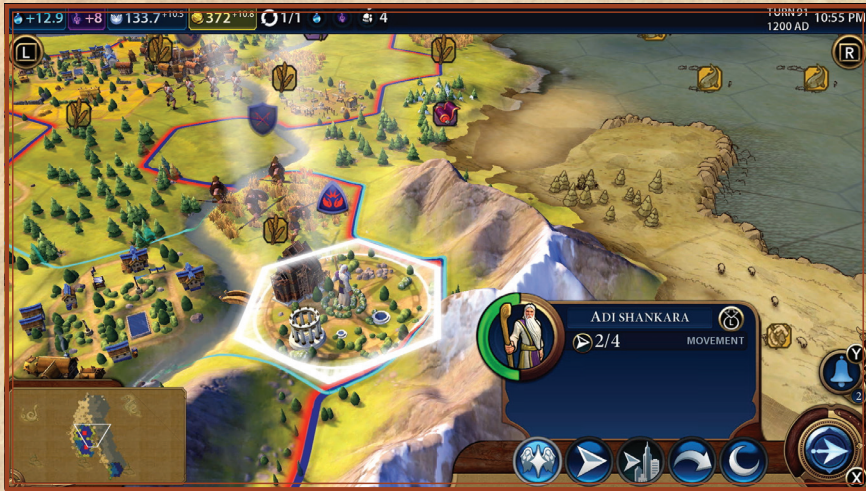 +12.9 +8 133.7 +10.5 372 +10.8 1/1 4
TURN 91 10:55 PM
1200 AD
L
R
ADI SHANKARA
L
2/4 MOVEMENT
Y
2
X